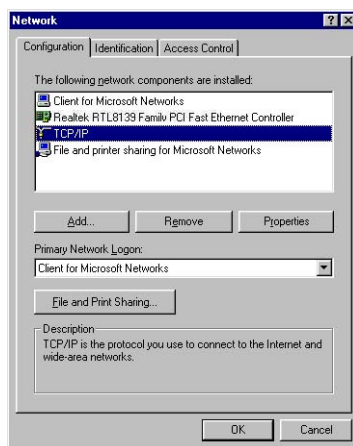 Network
Configuration Identification Access Control
The following network components are installed:
Client for Microsoft Networks
Realtek RTL8139 Family PCI Fast Ethernet Controller
TCP/IP
File and printer sharing for Microsoft Networks
Add... Remove Properties
Primary Network Logon:
Client for Microsoft Networks
File and Print Sharing...
Description
TCP/IP is the protocol you use to connect to the Internet and
wide-area networks.
OK Cancel